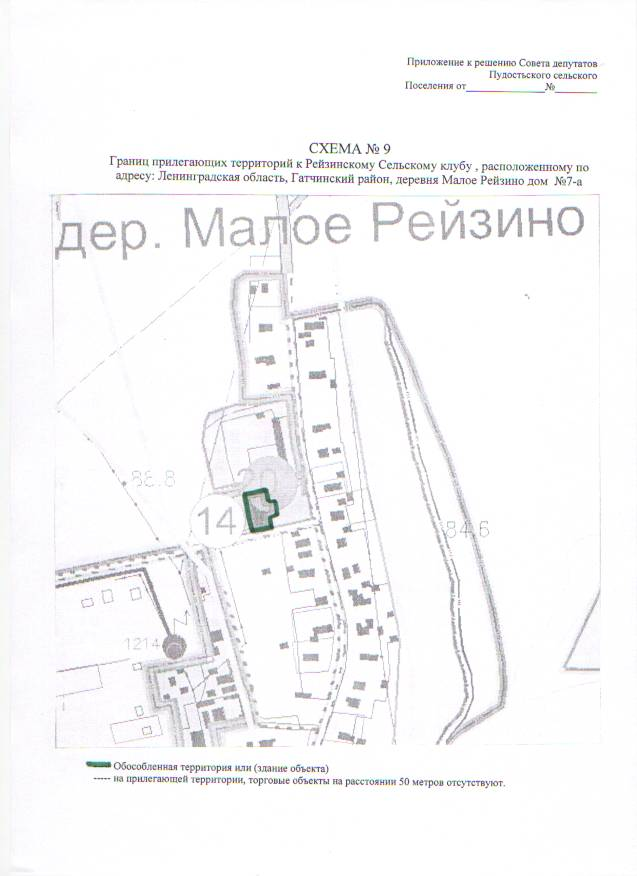 Приложение к решению Совета депутатов
Пудостьского сельского
Поселения от_______________№________
СХЕМА № 9
Границ прилегающих территорий к Рейзинскому Сельскому клубу , расположенному по
адресу: Ленинградская область, Гатчинский район, деревня Малое Рейзино дом №7-а
дер. Малое Рейзино
88.8
20
14
84.6
1214
Обособленная территория или (здание объекта)
----- на прилегающей территории, торговые объекты на расстоянии 50 метров отсутствуют.